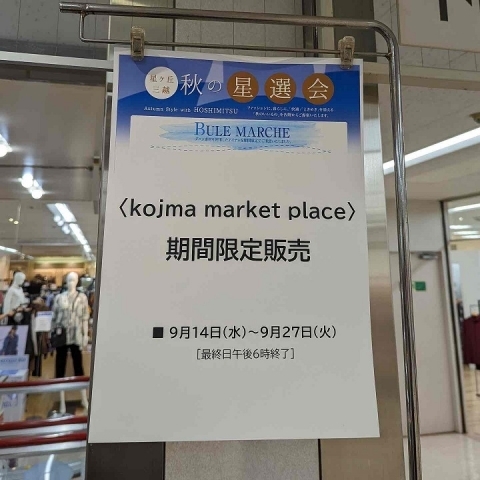 星ヶ丘
三越
秋の星選会
Autumn Style with HOSHIMITSU
BULE MARCHE
〈kojma market place〉
期間限定販売
■ 9月14日(水)～9月27日(火)
［最終日午後6時終了］